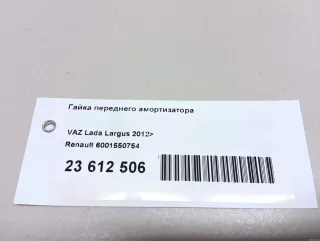 Гайка переднего амортизатора
VAZ Lada Largus 2012>
Renault 6001550754
23 612 506